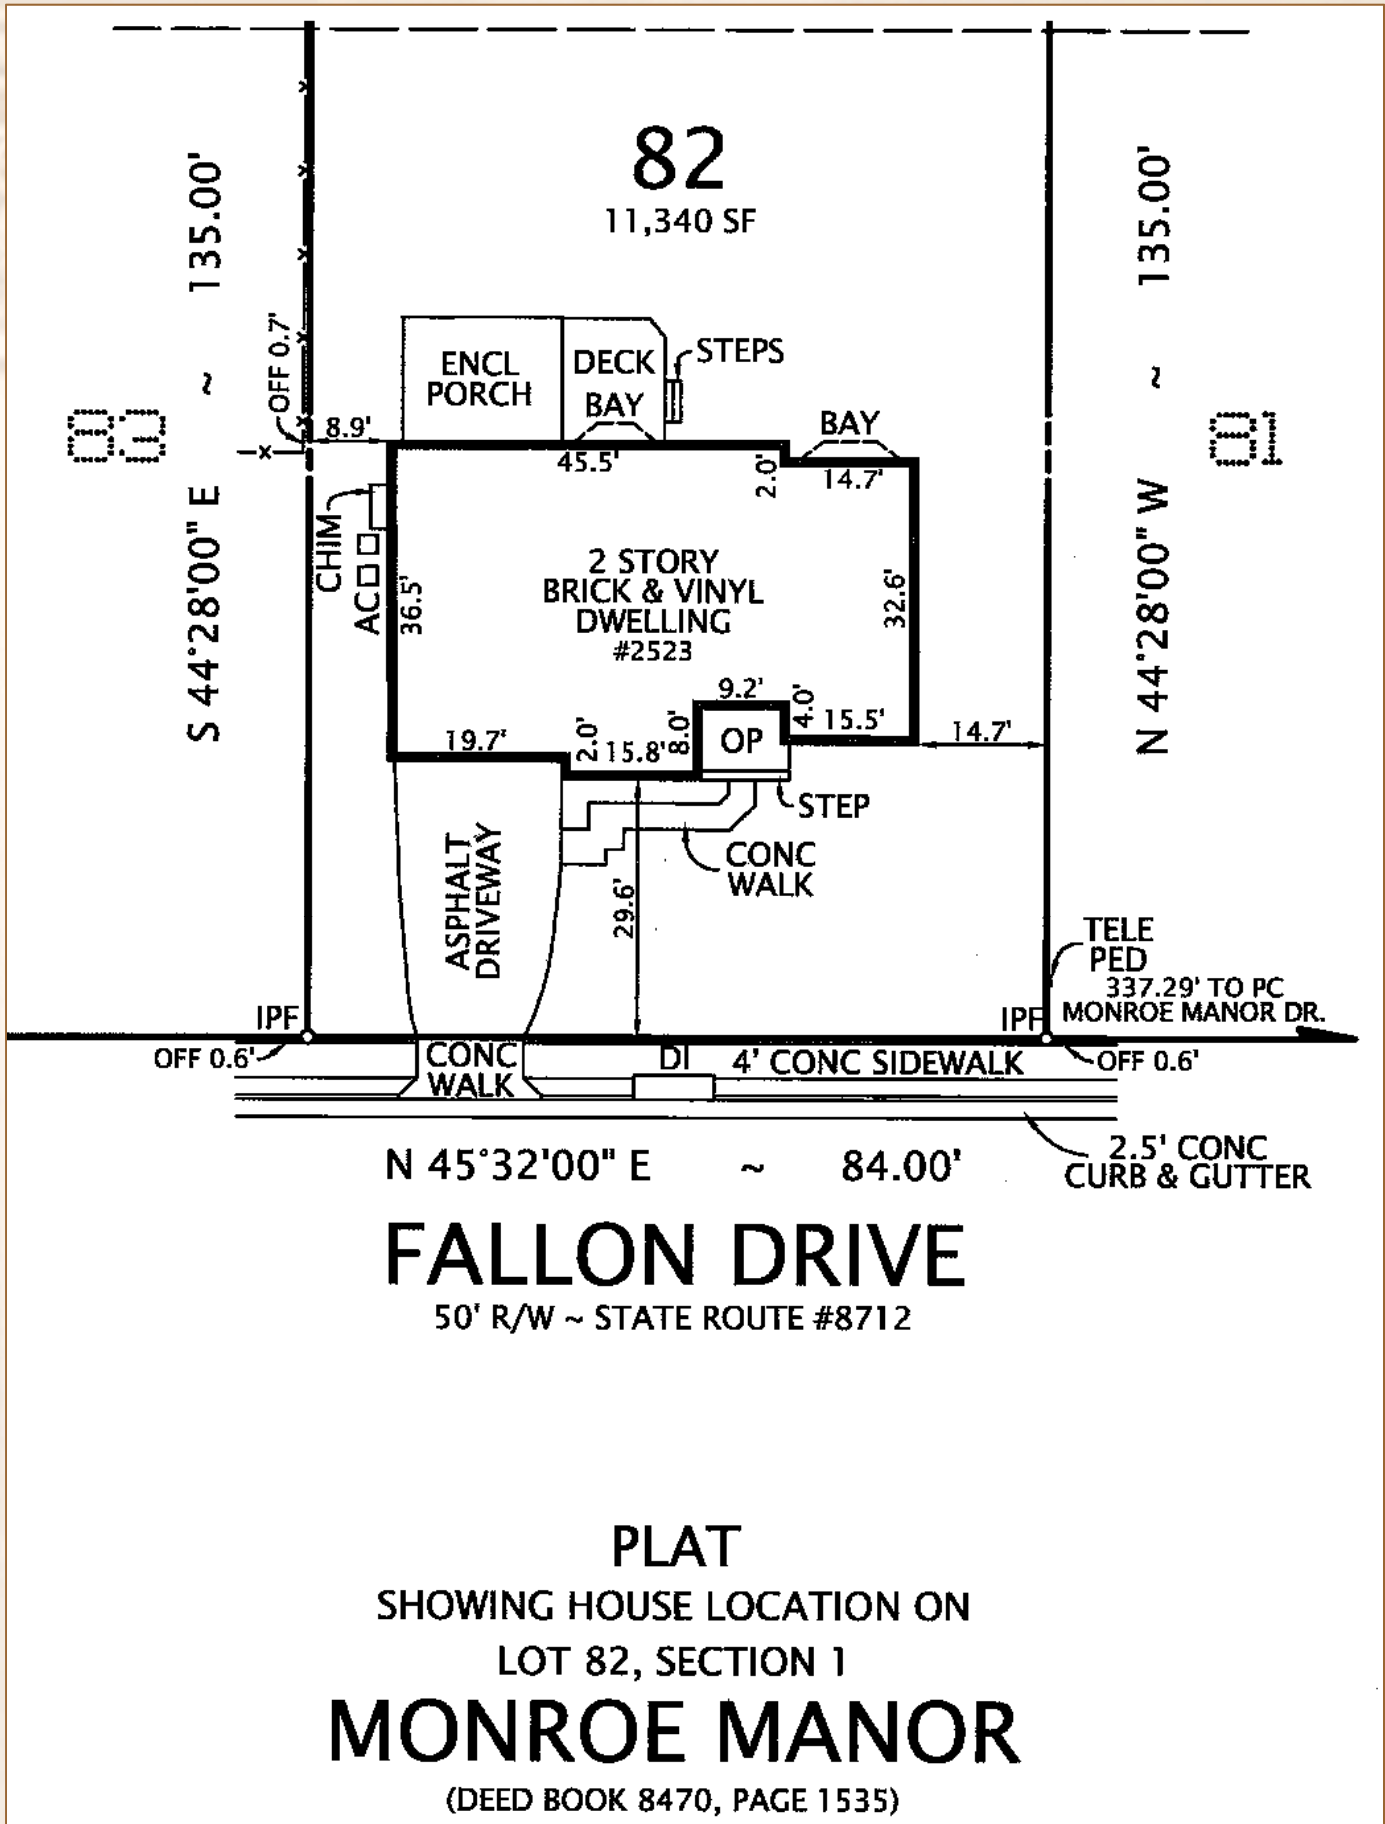 82
11,340 SF
S 44°28'00" E ~ 135.00'
N 44°28'00" W ~ 135.00'
OFF 0.7'
8.9'
ENCL
PORCH
DECK
BAY
STEPS
BAY
45.5'
2.0'
14.7'
81
CHIM
AC
36.5'
2 STORY
BRICK & VINYL
DWELLING
#2523
32.6'
9.2'
4.0'
15.5'
19.7'
2.0'
15.8'
8.0'
OP
14.7'
STEP
CONC
WALK
ASPHALT
DRIVEWAY
29.6'
TELE
PED
337.29' TO PC
MONROE MANOR DR.
IPF
IPF
OFF 0.6'
CONC
WALK
DI
4' CONC SIDEWALK
OFF 0.6'
2.5' CONC
CURB & GUTTER
N 45°32'00" E ~ 84.00'
FALLON DRIVE
50' R/W ~ STATE ROUTE #8712
PLAT
SHOWING HOUSE LOCATION ON
LOT 82, SECTION 1
MONROE MANOR
(DEED BOOK 8470, PAGE 1535)